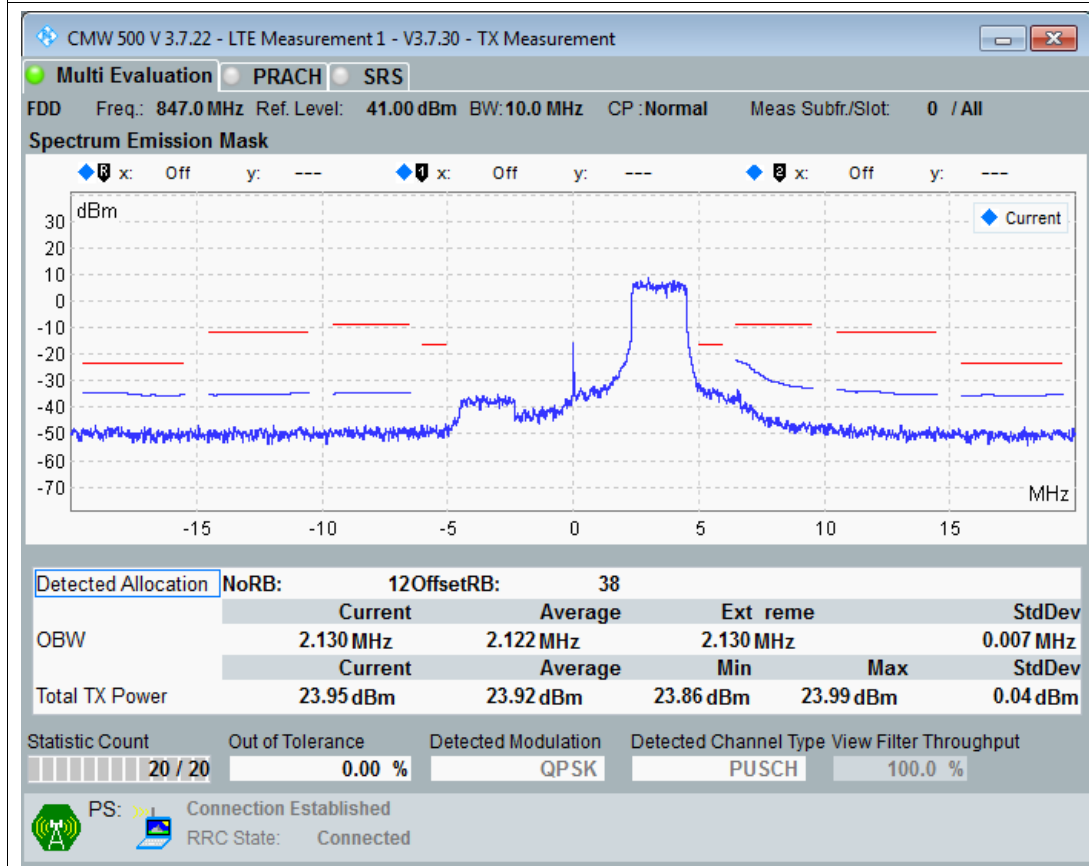 CMW 500 V 3.7.22 - LTE Measurement 1 - V3.7.30 - TX Measurement
Multi Evaluation PRACH SRS
FDD Freq.: 847.0 MHz Ref. Level: 41.00 dBm BW: 10.0 MHz CP : Normal Meas Subfr./Slot: 0 / All
Spectrum Emission Mask
R x: Off y: --- 1 x: Off y: --- 2 x: Off y: ---
dBm
Current
30
20
10
0
-10
-20
-30
-40
-50
-60
-70
MHz
-15 -10 -5 0 5 10 15
Detected Allocation NoRB: 12 OffsetRB: 38
Current Average Ext reme StdDev
OBW 2.130 MHz 2.122 MHz 2.130 MHz 0.007 MHz
Current Average Min Max StdDev
Total TX Power 23.95 dBm 23.92 dBm 23.86 dBm 23.99 dBm 0.04 dBm
Statistic Count Out of Tolerance Detected Modulation Detected Channel Type View Filter Throughput
20 / 20 0.00 % QPSK PUSCH 100.0 %
PS: Connection Established
RRC State: Connected